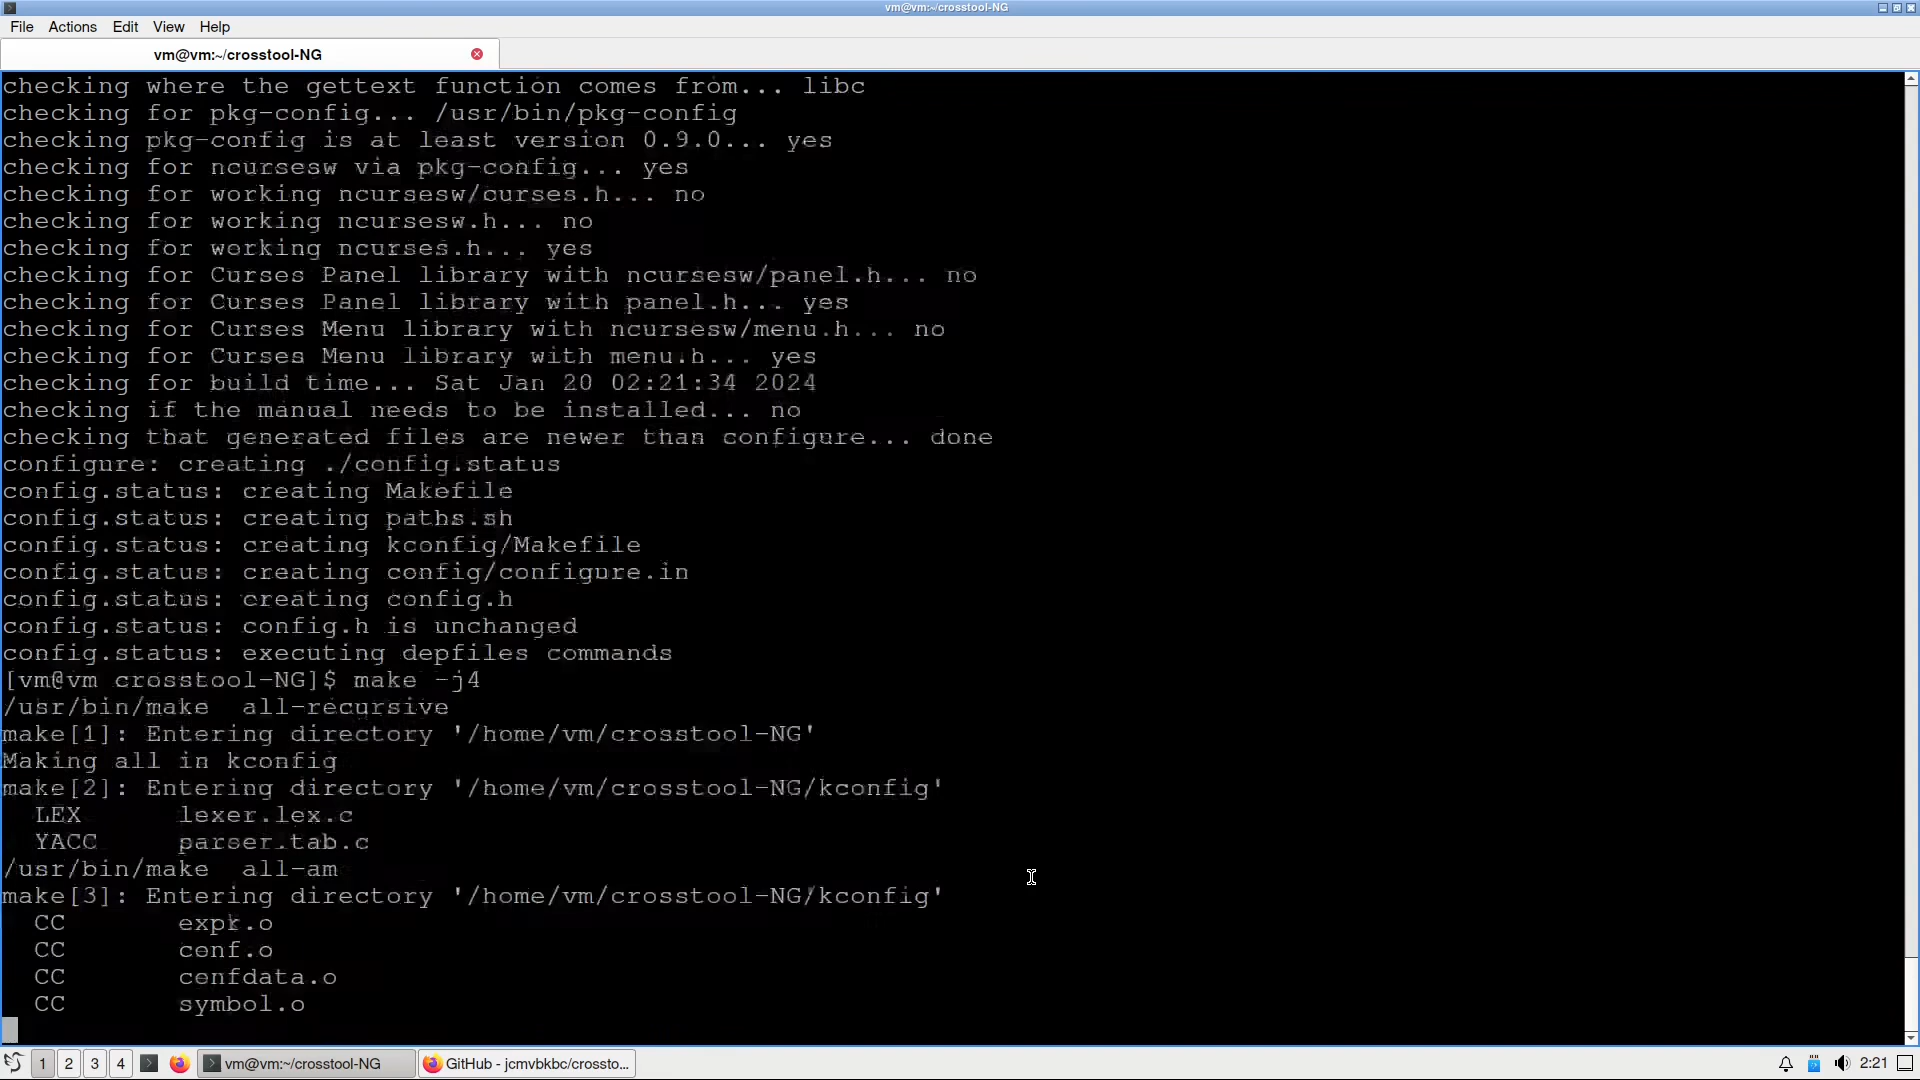 vm@vm:~/crosstool-NG
File Actions Edit View Help
vm@vm:~/crosstool-NG
checking where the gettext function comes from... libc
checking for pkg-config... /usr/bin/pkg-config
checking pkg-config is at least version 0.9.0... yes
checking for ncursesw via pkg-config... yes
checking for working ncursesw/curses.h... no
checking for working ncursesw.h... no
checking for working ncurses.h... yes
checking for Curses Panel library with ncursesw/panel.h... no
checking for Curses Panel library with panel.h... yes
checking for Curses Menu library with ncursesw/menu.h... no
checking for Curses Menu library with menu.h... yes
checking for build time... Sat Jan 20 02:21:34 2024
checking if the manual needs to be installed... no
checking that generated files are newer than configure... done
configure: creating ./config.status
config.status: creating Makefile
config.status: creating paths.sh
config.status: creating kconfig/Makefile
config.status: creating config/configure.in
config.status: creating config.h
config.status: config.h is unchanged
config.status: executing depfiles commands
[vm@vm crosstool-NG]$ make -j4
/usr/bin/make  all-recursive
make[1]: Entering directory '/home/vm/crosstool-NG'
Making all in kconfig
make[2]: Entering directory '/home/vm/crosstool-NG/kconfig'
  LEX      lexer.lex.c
  YACC     parser.tab.c
/usr/bin/make  all-am
make[3]: Entering directory '/home/vm/crosstool-NG/kconfig'
  CC       expr.o
  CC       conf.o
  CC       confdata.o
  CC       symbol.o
1 2 3 4 vm@vm:~/crosstool-NG GitHub - jcmvbkbc/crossto... 2:21